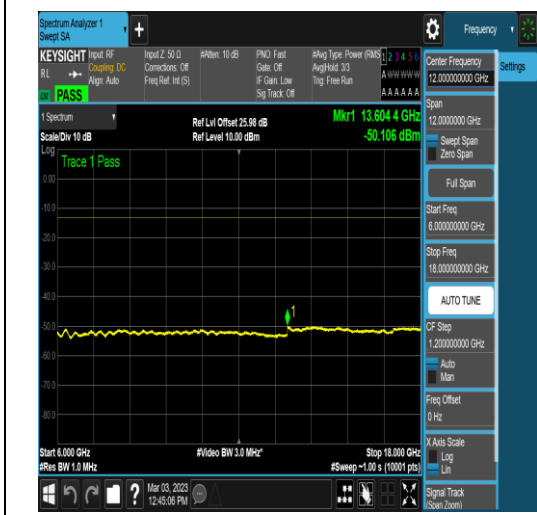 Spectrum Analyzer 1
Swept SA
Frequency
KEYSIGHT
RL
PASS
Input: RF
Coupling: DC
Align: Auto
Input Z: 50 Ω
Corrections: Off
Freq Ref: Int (S)
#Atten: 10 dB
PNO: Fast
Gate: Off
IF Gain: Low
Sig Track: Off
#Avg Type: Power (RMS
Avg|Hold: 3/3
Trig: Free Run
1 2 3 4 5 6
A W W W W W
A A A A A A
1 Spectrum
Scale/Div 10 dB
Ref Lvl Offset 25.98 dB
Ref Level 10.00 dBm
Mkr1 13.604 4 GHz
-50.106 dBm
Log
Trace 1 Pass
0.00
-10.0
-20.0
-30.0
-40.0
-50.0
-60.0
-70.0
-80.0
1
Start 6.000 GHz
#Res BW 1.0 MHz
#Video BW 3.0 MHz*
Stop 18.000 GHz
#Sweep ~1.00 s (10001 pts)
Mar 03, 2023
12:45:06 PM
Center Frequency
12.000000000 GHz
Settings
Span
12.0000000 GHz
Swept Span
Zero Span
Full Span
Start Freq
6.000000000 GHz
Stop Freq
18.000000000 GHz
AUTO TUNE
CF Step
1.200000000 GHz
Auto
Man
Freq Offset
0 Hz
X Axis Scale
Log
Lin
Signal Track
(Span Zoom)